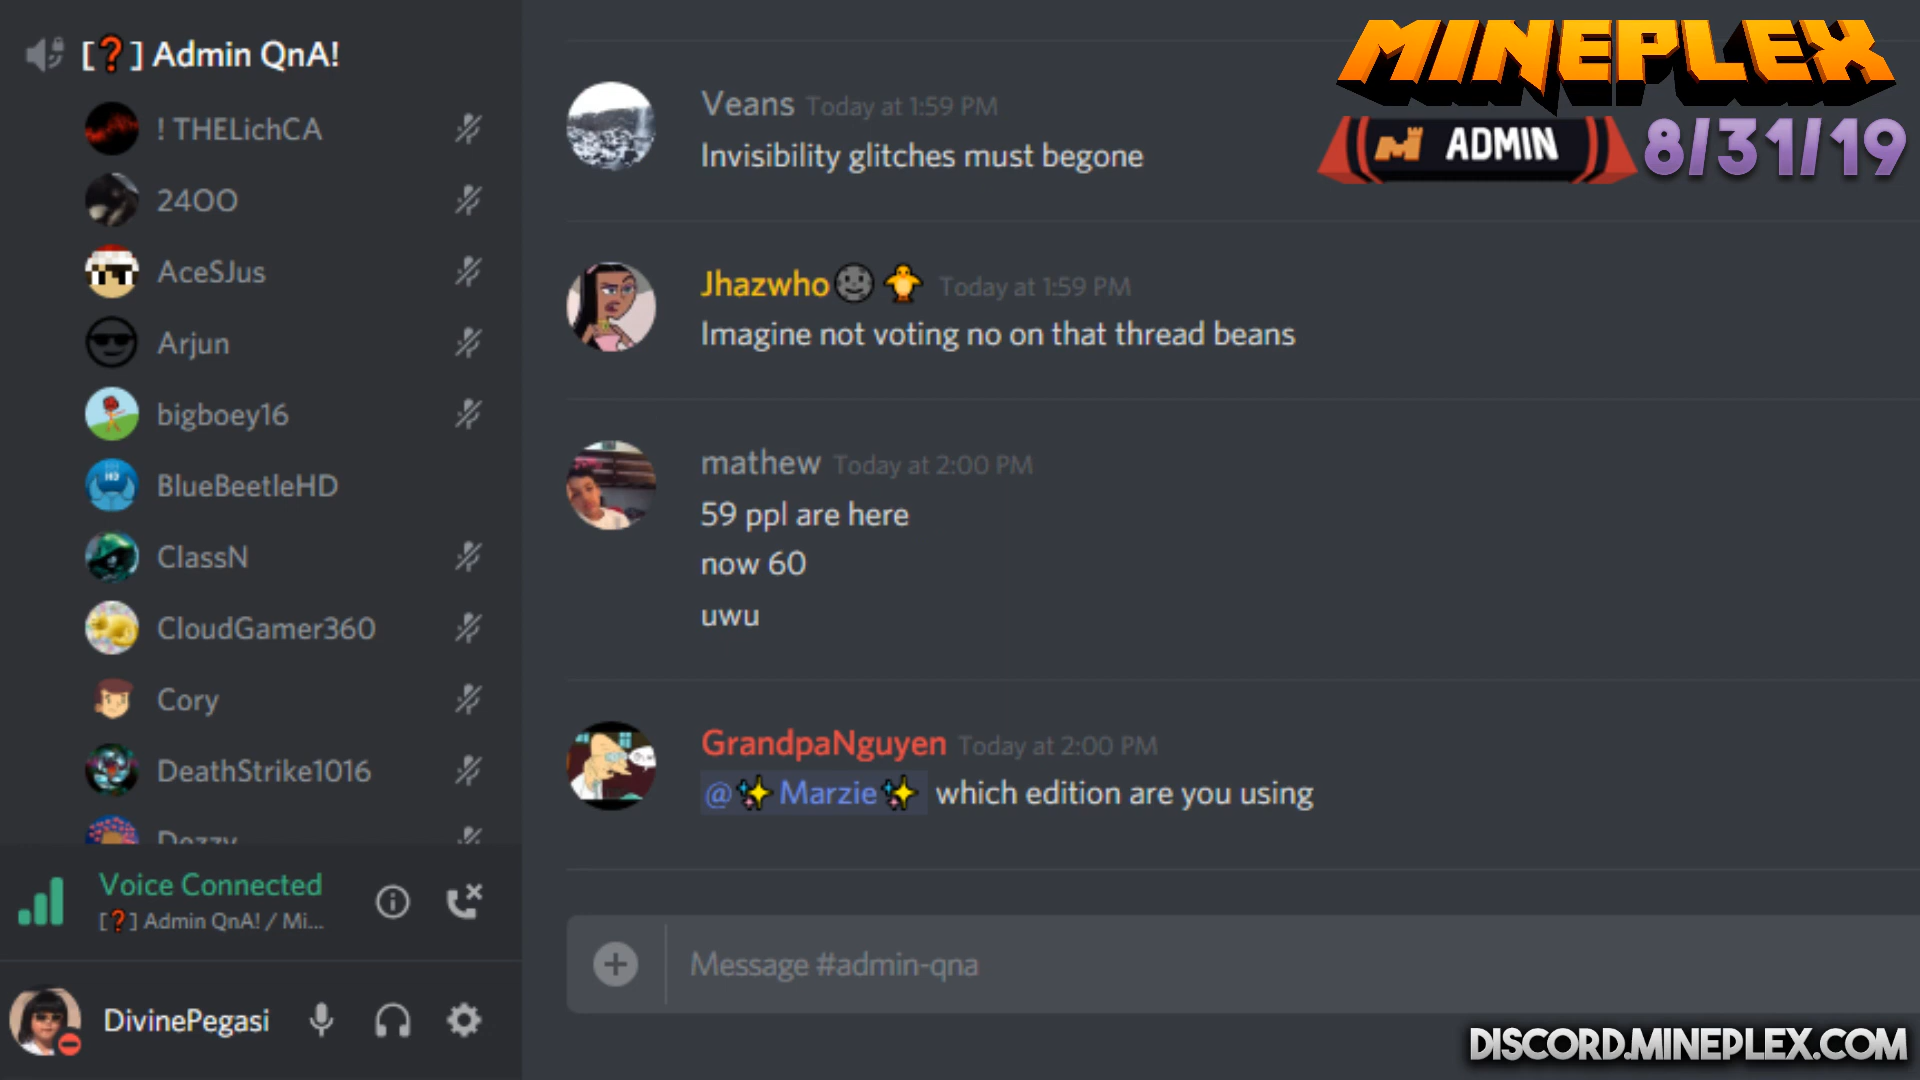 [❓] Admin QnA!
! THELichCA
24OO
AceSJus
Arjun
bigboey16
BlueBeetleHD
ClassN
CloudGamer360
Cory
DeathStrike1016
Dozzy
Voice Connected
[❓] Admin QnA! / Mi...
DivinePegasi
Veans Today at 1:59 PM
Invisibility glitches must begone
Jhazwho Today at 1:59 PM
Imagine not voting no on that thread beans
mathew Today at 2:00 PM
59 ppl are here
now 60
uwu
GrandpaNguyen Today at 2:00 PM
@✨Marzie✨ which edition are you using
Message #admin-qna
MINEPLEX
ADMIN 8/31/19
DISCORD.MINEPLEX.COM